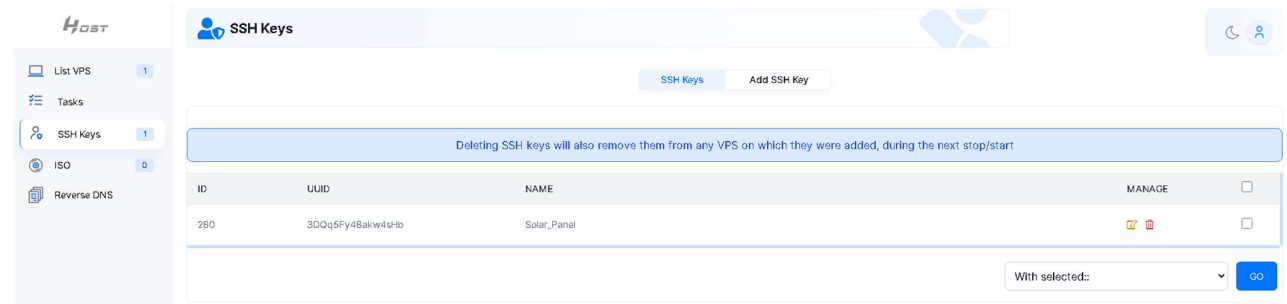 Host
SSH Keys
List VPS 1
Tasks
SSH Keys 1
ISO 0
Reverse DNS
SSH Keys Add SSH Key
Deleting SSH keys will also remove them from any VPS on which they were added, during the next stop/start
ID UUID NAME MANAGE
280 3DQq5Fy48akw4sHb Solar_Panel
With selected:: GO